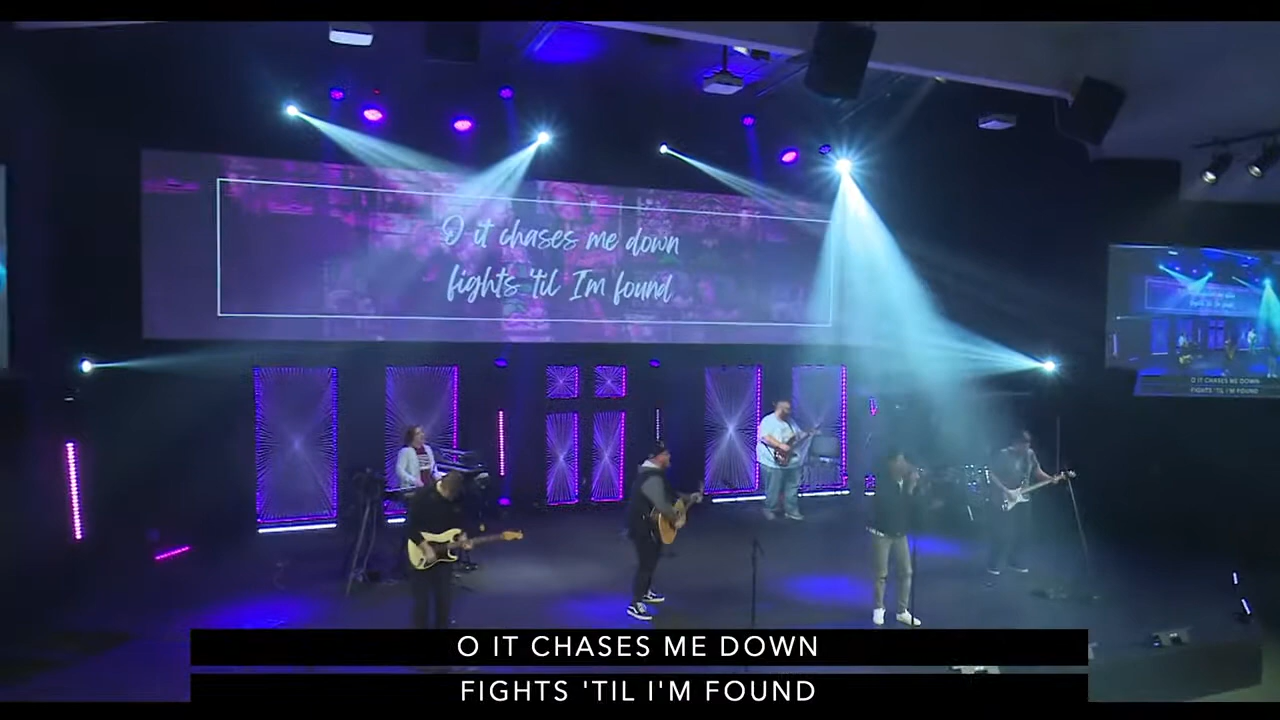 O it chases me down
fights 'til I'm found
O IT CHASES ME DOWN
FIGHTS 'TIL I'M FOUND
O IT CHASES ME DOWN
FIGHTS 'TIL I'M FOUND